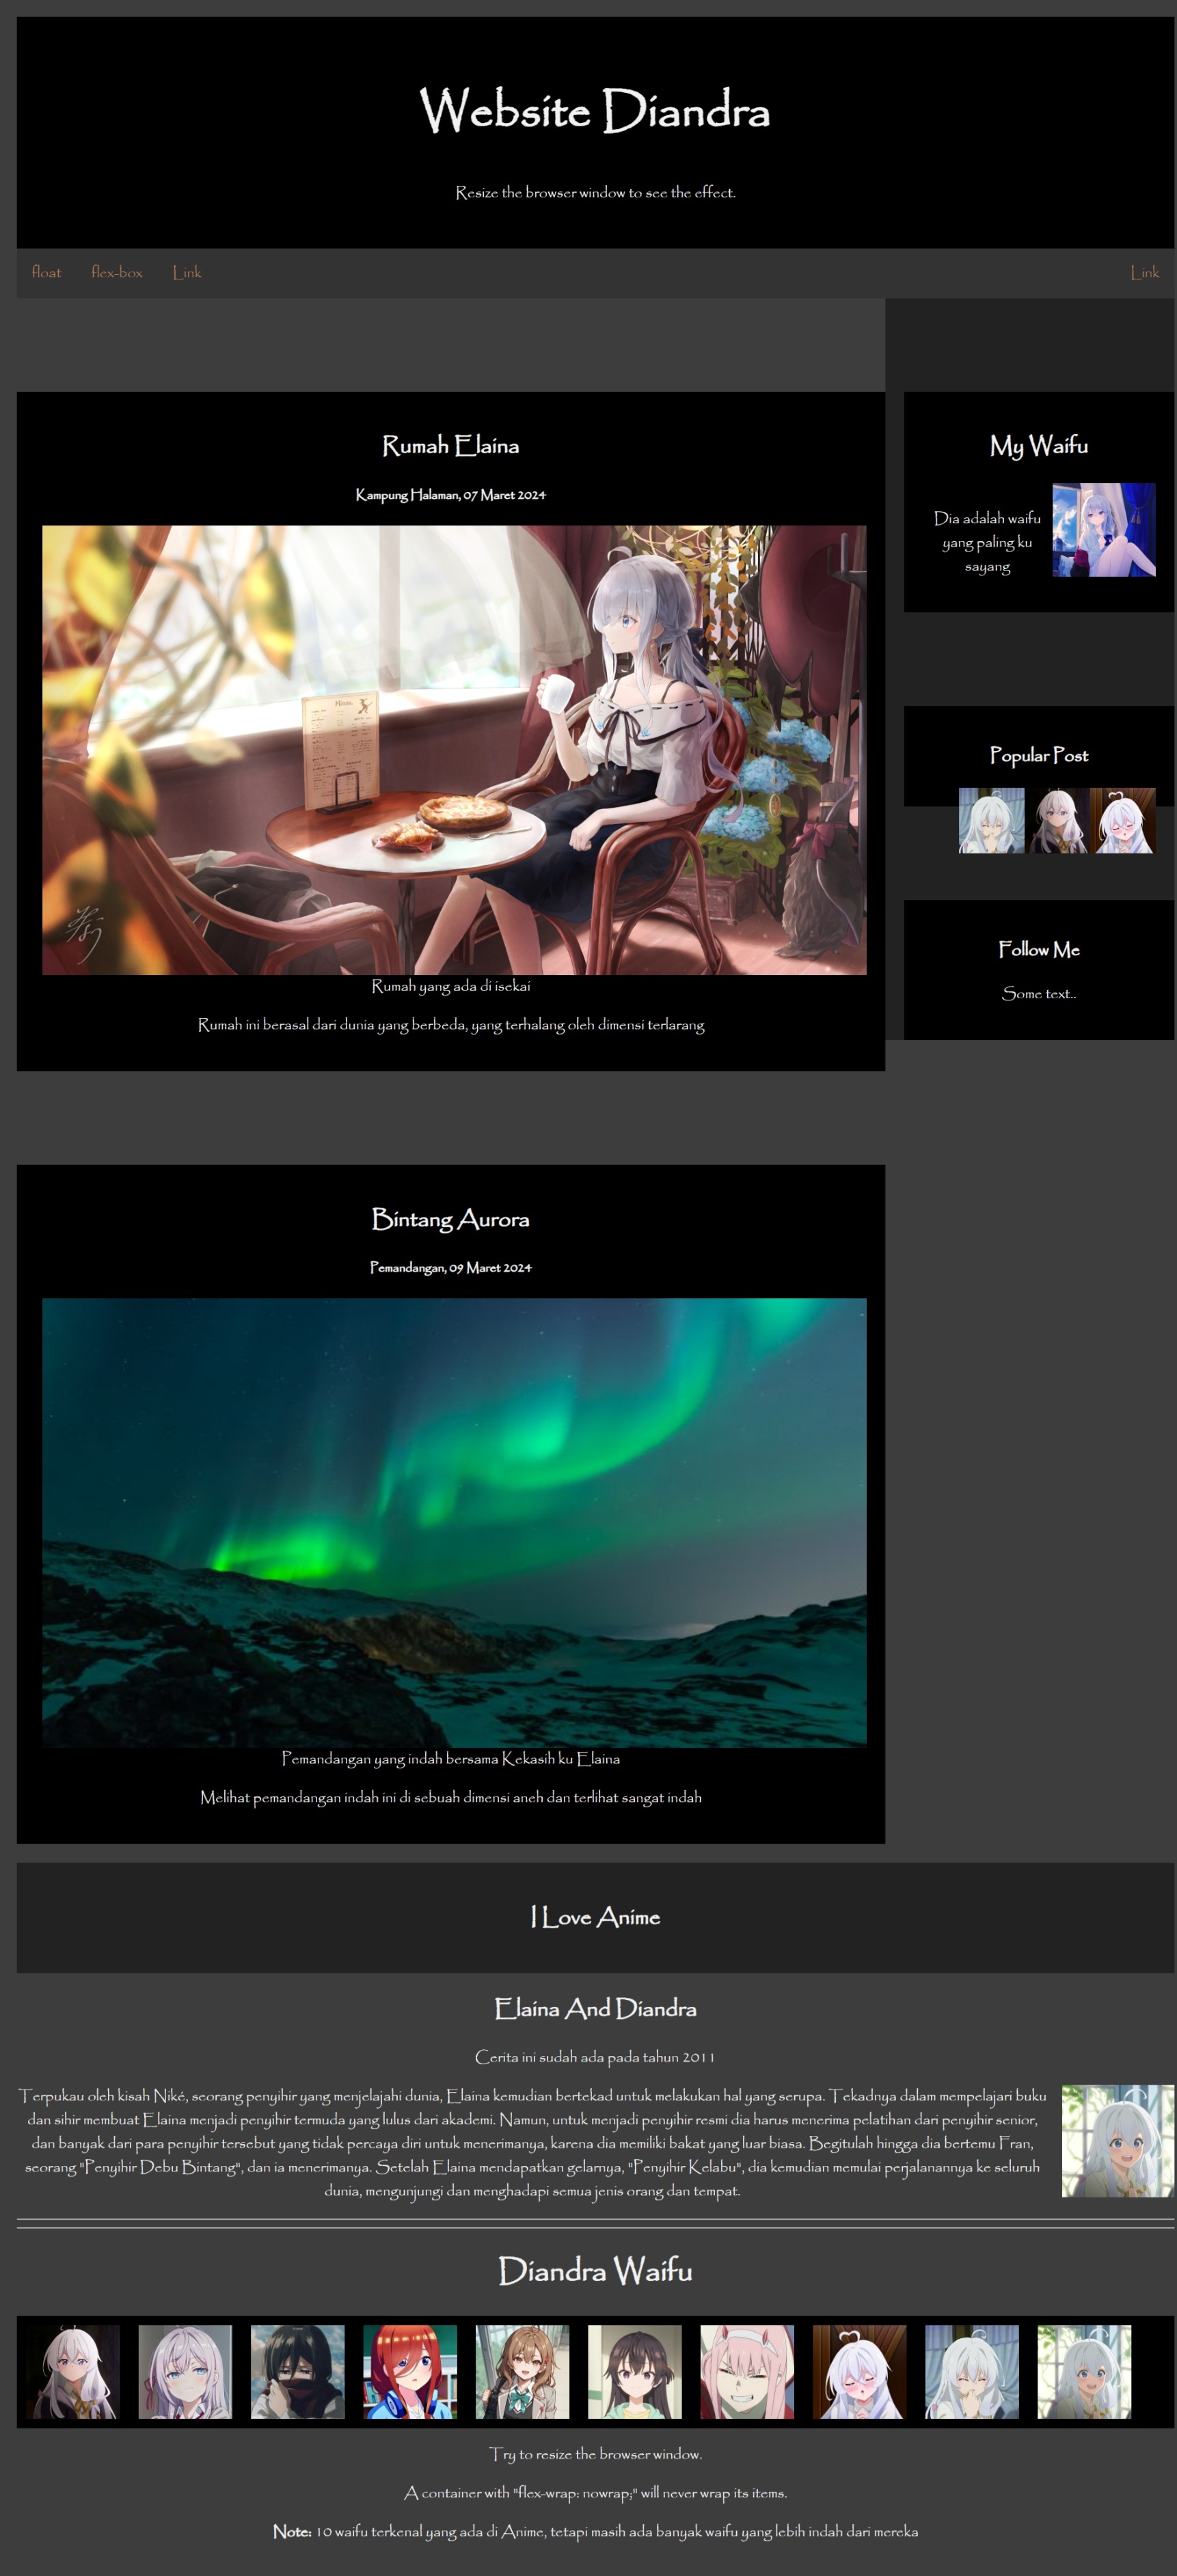 Website Diandra
Resize the browser window to see the effect.
float flex-box Link Link
Rumah Elaina
Kampung Halaman, 07 Maret 2024
Rumah yang ada di isekai
Rumah ini berasal dari dunia yang berbeda, yang terhalang oleh dimensi terlarang
My Waifu
Dia adalah waifu
yang paling ku
sayang
Popular Post
Follow Me
Some text..
Bintang Aurora
Pemandangan, 09 Maret 2024
Pemandangan yang indah bersama Kekasih ku Elaina
Melihat pemandangan indah ini di sebuah dimensi aneh dan terlihat sangat indah
I Love Anime
Elaina And Diandra
Cerita ini sudah ada pada tahun 2011
Terpukau oleh kisah Niké, seorang penyihir yang menjelajahi dunia, Elaina kemudian bertekad untuk melakukan hal yang serupa. Tekadnya dalam mempelajari buku
dan sihir membuat Elaina menjadi penyihir termuda yang lulus dari akademi. Namun, untuk menjadi penyihir resmi dia harus menerima pelatihan dari penyihir senior,
dan banyak dari para penyihir tersebut yang tidak percaya diri untuk menerimanya, karena dia memiliki bakat yang luar biasa. Begitulah hingga dia bertemu Fran,
seorang "Penyihir Debu Bintang", dan ia menerimanya. Setelah Elaina mendapatkan gelarnya, "Penyihir Kelabu", dia kemudian memulai perjalanannya ke seluruh
dunia, mengunjungi dan menghadapi semua jenis orang dan tempat.
Diandra Waifu
Try to resize the browser window.
A container with "flex-wrap: nowrap;" will never wrap its items.
Note: 10 waifu terkenal yang ada di Anime, tetapi masih ada banyak waifu yang lebih indah dari mereka